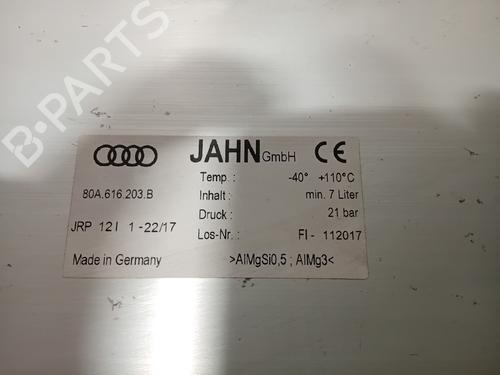 B-PARTS
JAHN GmbH CE
80A.616.203.B
Temp.: -40° +110°C
Inhalt: min. 7 Liter
JRP 12 I 1 -22/17
Druck: 21 bar
Los-Nr.: FI - 112017
Made in Germany >AlMgSi0,5 ; AlMg3<